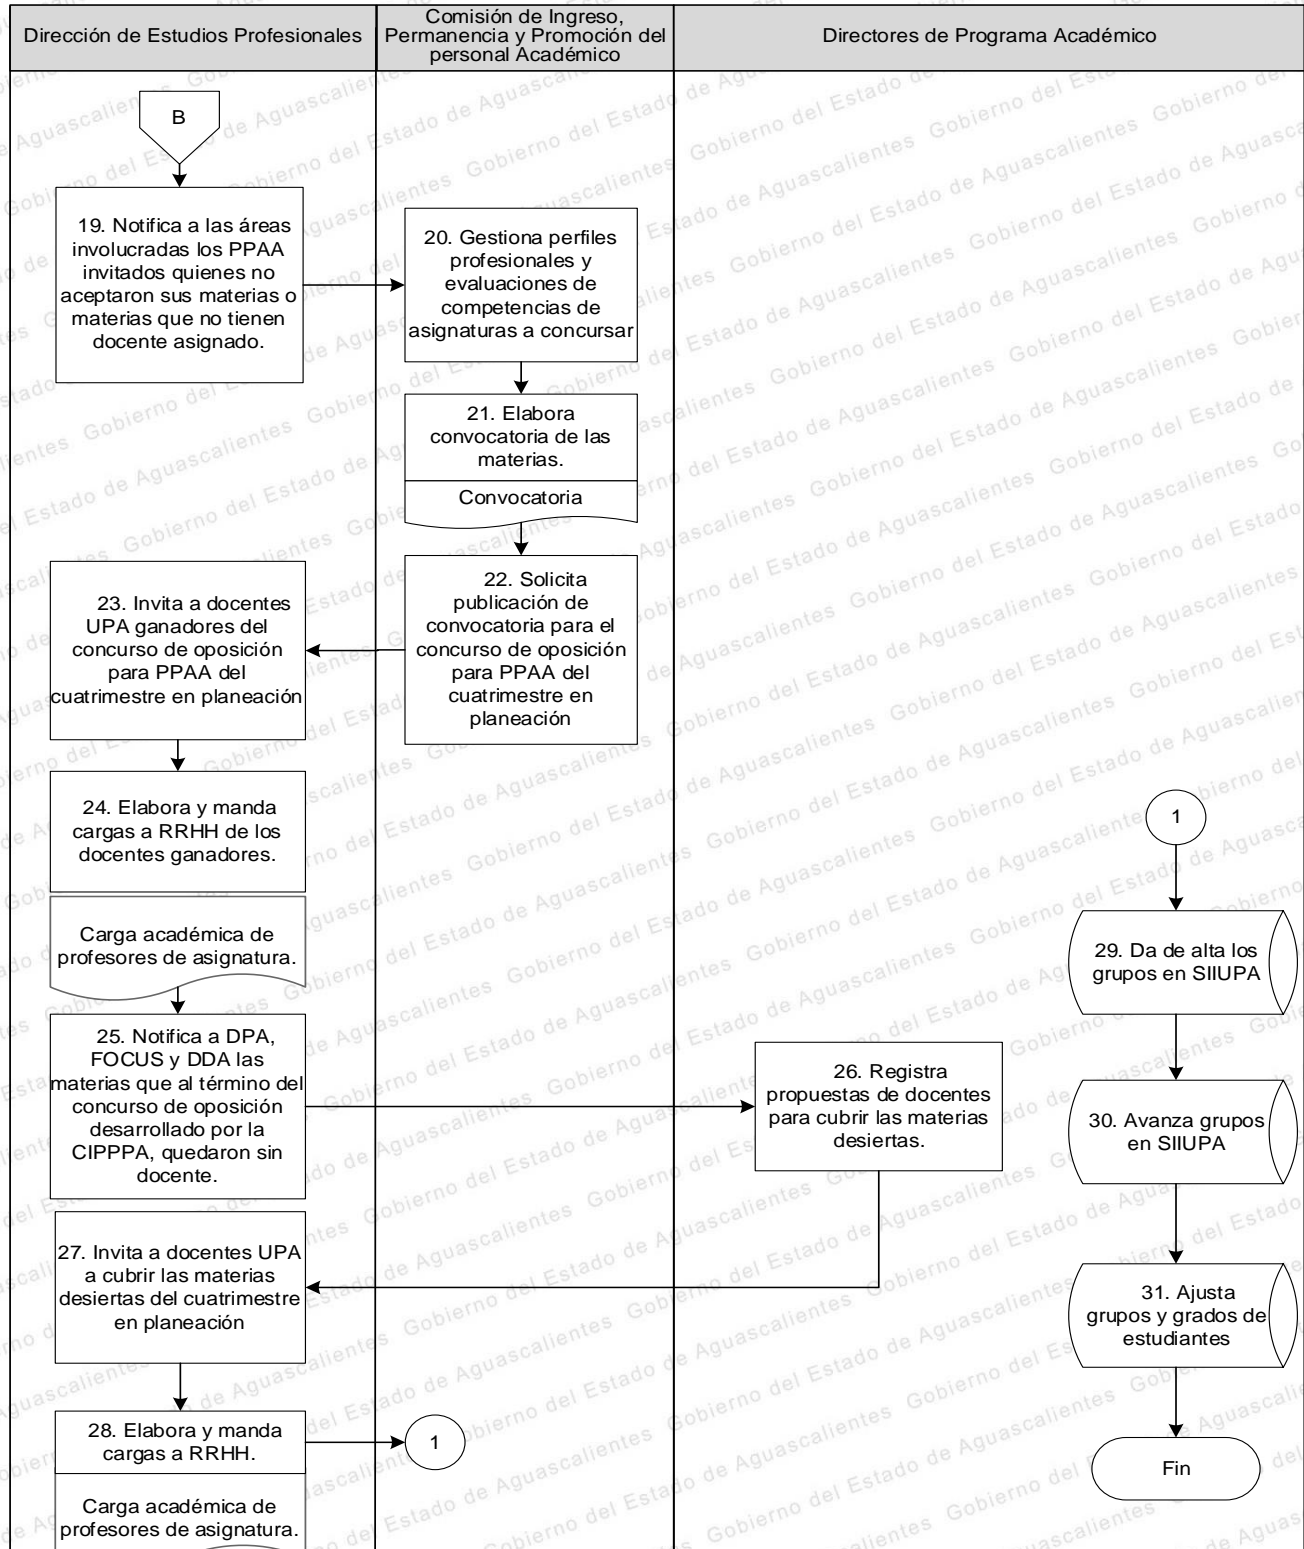 Dirección de Estudios Profesionales
Comisión de Ingreso,
Permanencia y Promoción del
personal Académico
Directores de Programa Académico
B
19. Notifica a las áreas
involucradas los PPAA
invitados quienes no
aceptaron sus materias o
materias que no tienen
docente asignado.
20. Gestiona perfiles
profesionales y
evaluaciones de
competencias de
asignaturas a concursar
21. Elabora
convocatoria de las
materias.
Convocatoria
22. Solicita
publicación de
convocatoria para el
concurso de oposición
para PPAA del
cuatrimestre en
planeación
23. Invita a docentes
UPA ganadores del
concurso de oposición
para PPAA del
cuatrimestre en planeación
24. Elabora y manda
cargas a RRHH de los
docentes ganadores.
Carga académica de
profesores de asignatura.
25. Notifica a DPA,
FOCUS y DDA las
materias que al término del
concurso de oposición
desarrollado por la
CIPPPA, quedaron sin
docente.
26. Registra
propuestas de docentes
para cubrir las materias
desiertas.
27. Invita a docentes UPA
a cubrir las materias
desiertas del cuatrimestre
en planeación
28. Elabora y manda
cargas a RRHH.
Carga académica de
profesores de asignatura.
1
1
29. Da de alta los
grupos en SIIUPA
30. Avanza grupos
en SIIUPA
31. Ajusta
grupos y grados de
estudiantes
Fin
Gobierno del Estado de Aguascalientes